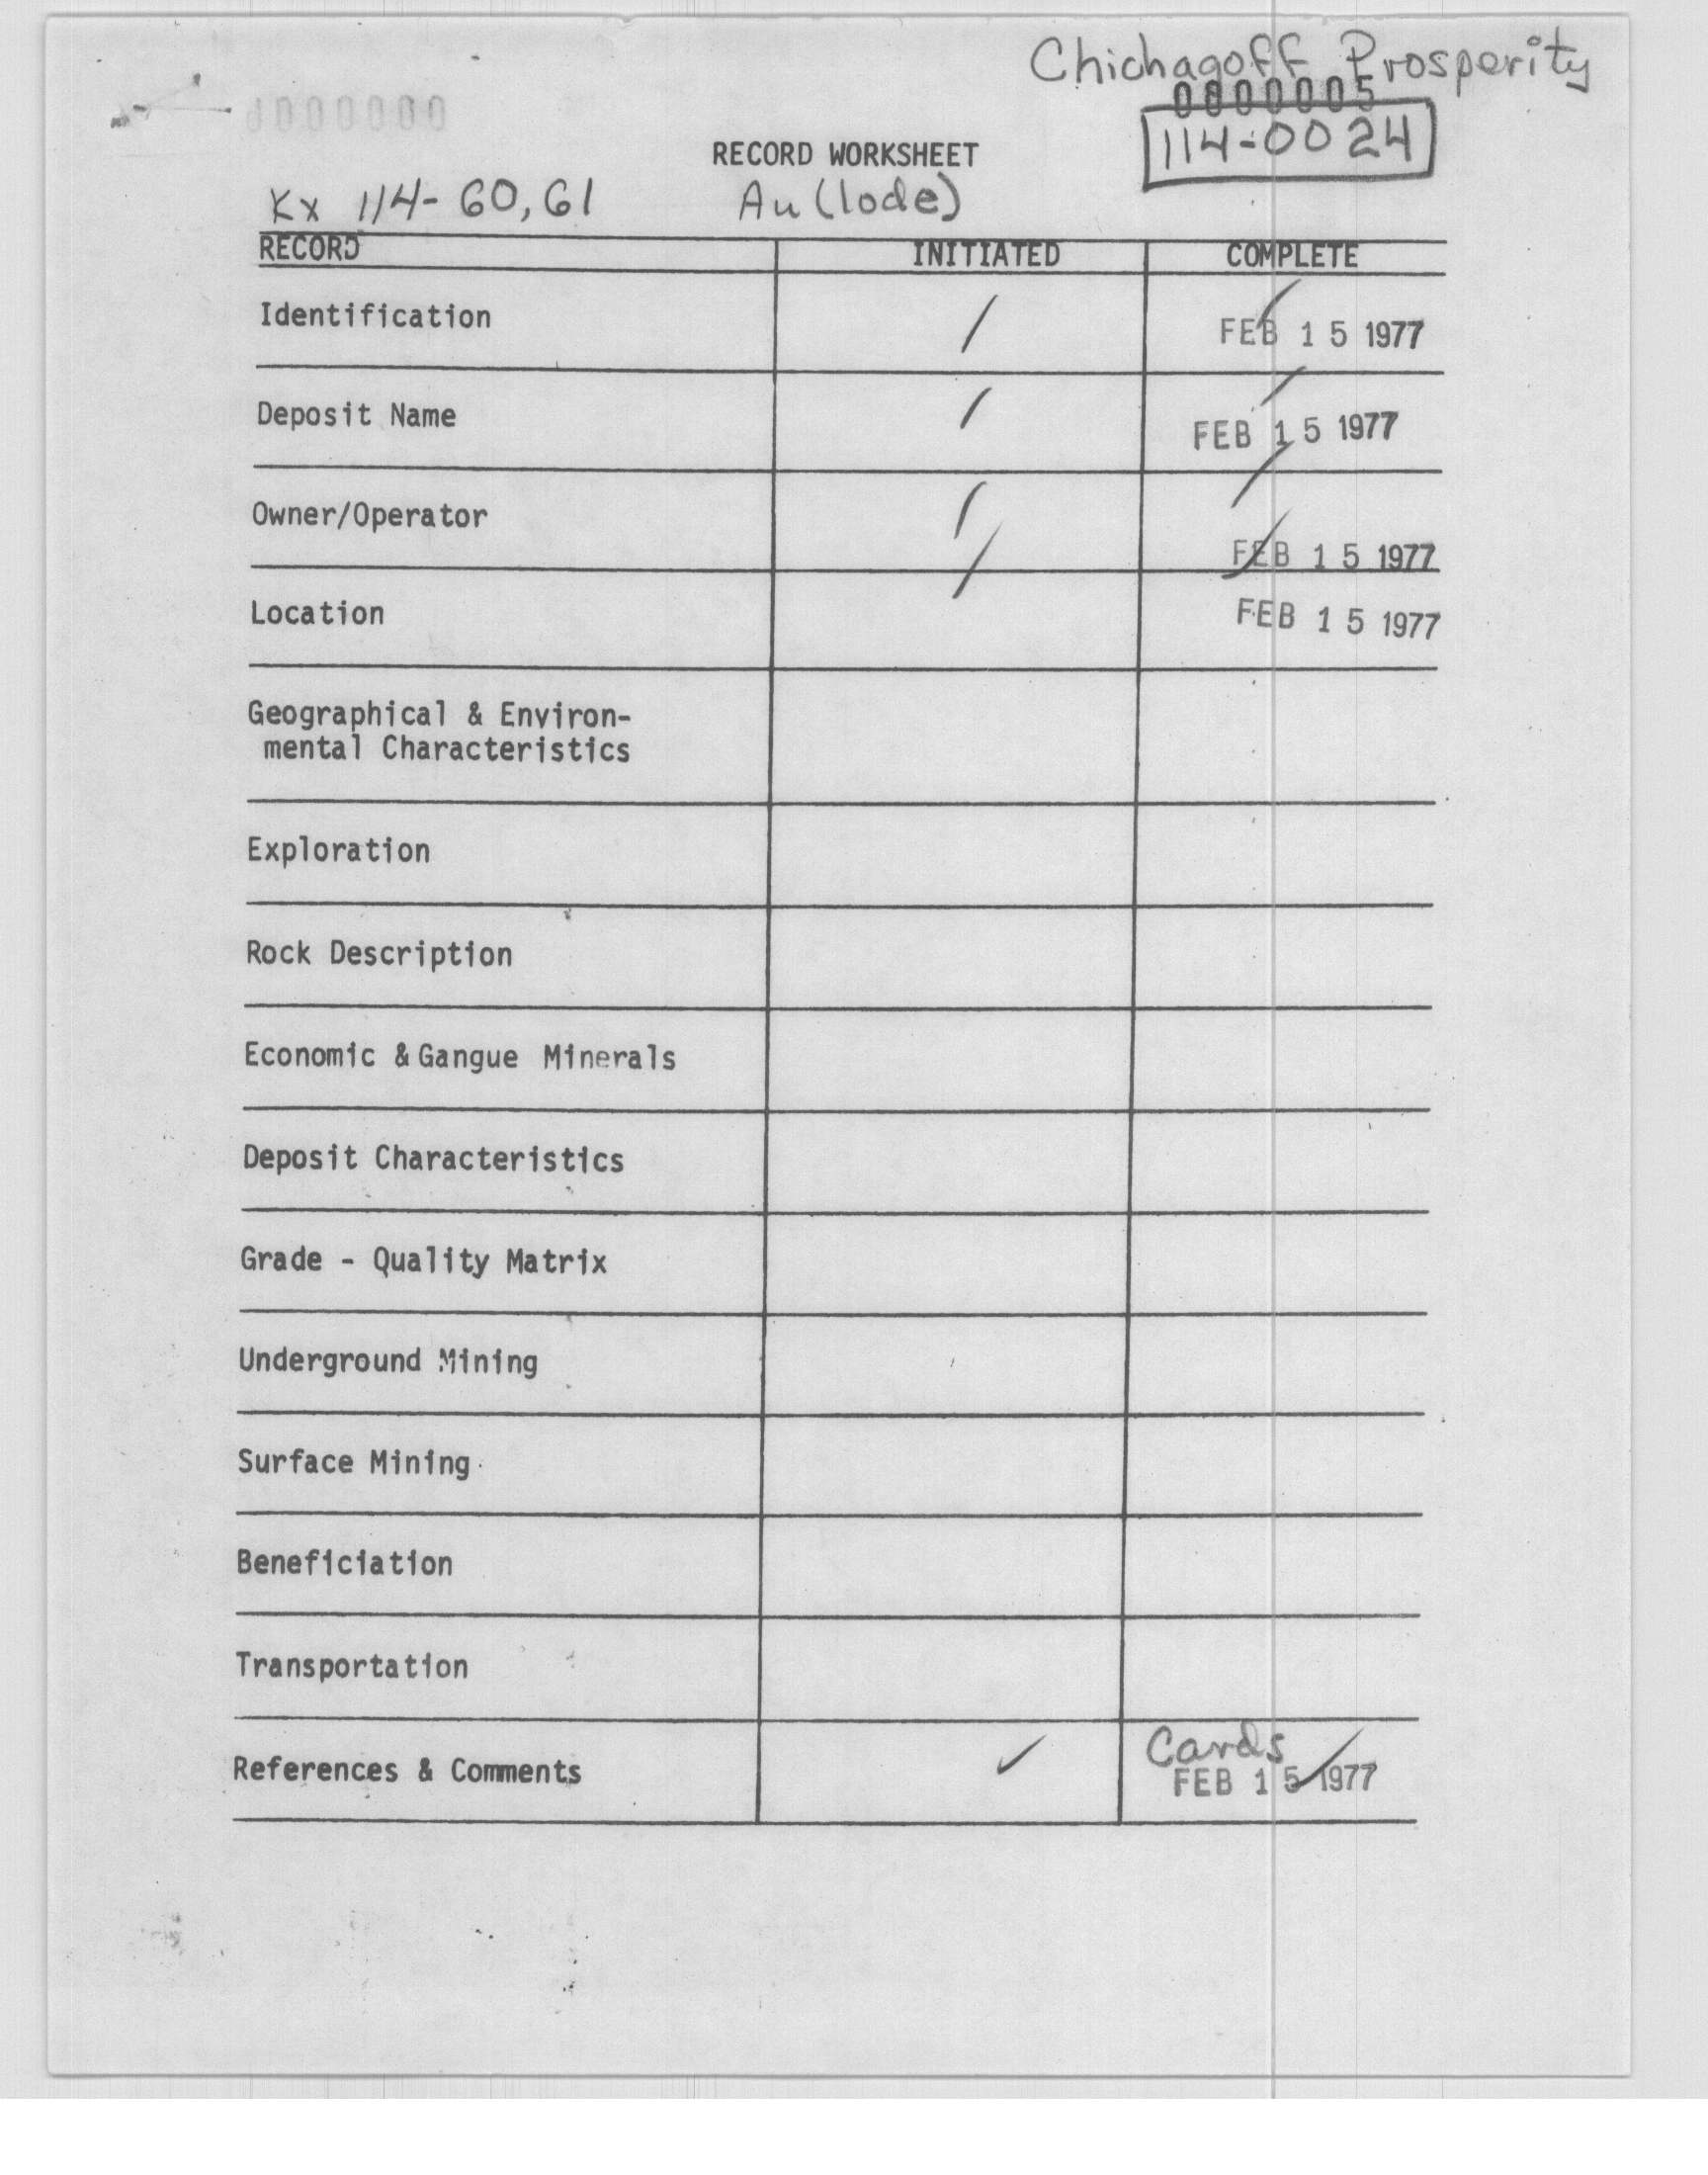 Chichagoff Prosperity
0000000
0000005
114-0024
RECORD WORKSHEET
Kx 114-60,61 Au (lode)
RECORD INITIATED COMPLETE
Identification / FEB 15 1977
Deposit Name / FEB 15 1977
Owner/Operator / FEB 15 1977
Location / FEB 15 1977
Geographical & Environ-
mental Characteristics
Exploration
Rock Description
Economic & Gangue Minerals
Deposit Characteristics
Grade - Quality Matrix
Underground Mining
Surface Mining
Beneficiation
Transportation
Cards
References & Comments ✓ FEB 15 1977